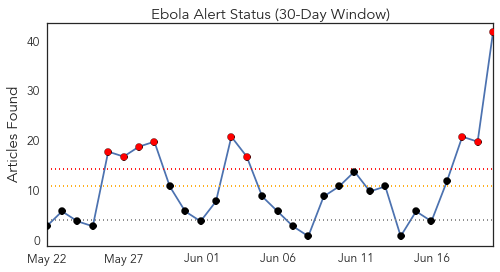 Ebola Alert Status (30-Day Window)
Articles Found
40
30
20
10
0
May 22 May 27 Jun 01 Jun 06 Jun 11 Jun 16